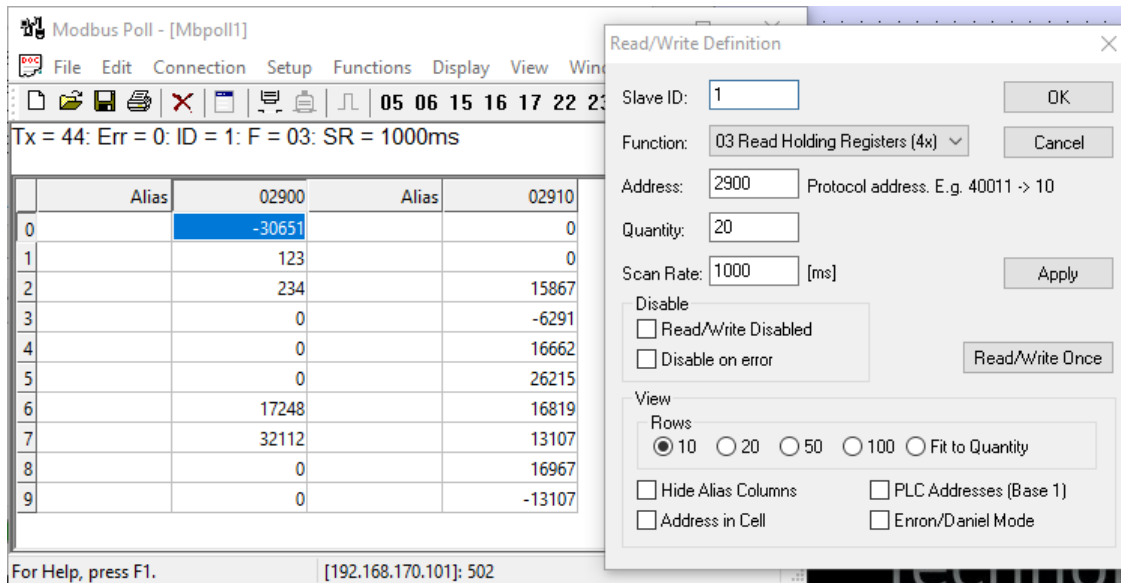 Modbus Poll - [Mbpoll1]
File Edit Connection Setup Functions Display View
05 06 15 16 17 22
Tx = 44: Err = 0: ID = 1: F = 03: SR = 1000ms
Alias 02900 Alias 02910
0 -30651 0
1 123 0
2 234 15867
3 0 -6291
4 0 16662
5 0 26215
6 17248 16819
7 32112 13107
8 0 16967
9 0 -13107
For Help, press F1. [192.168.170.101]: 502
Read/Write Definition
Slave ID: 1 OK
Function: 03 Read Holding Registers (4x) Cancel
Address: 2900 Protocol address. E.g. 40011 -> 10
Quantity: 20
Scan Rate: 1000 [ms] Apply
Disable
Read/Write Disabled
Disable on error
Read/Write Once
View
Rows
10 20 50 100 Fit to Quantity
Hide Alias Columns PLC Addresses (Base 1)
Address in Cell Enron/Daniel Mode